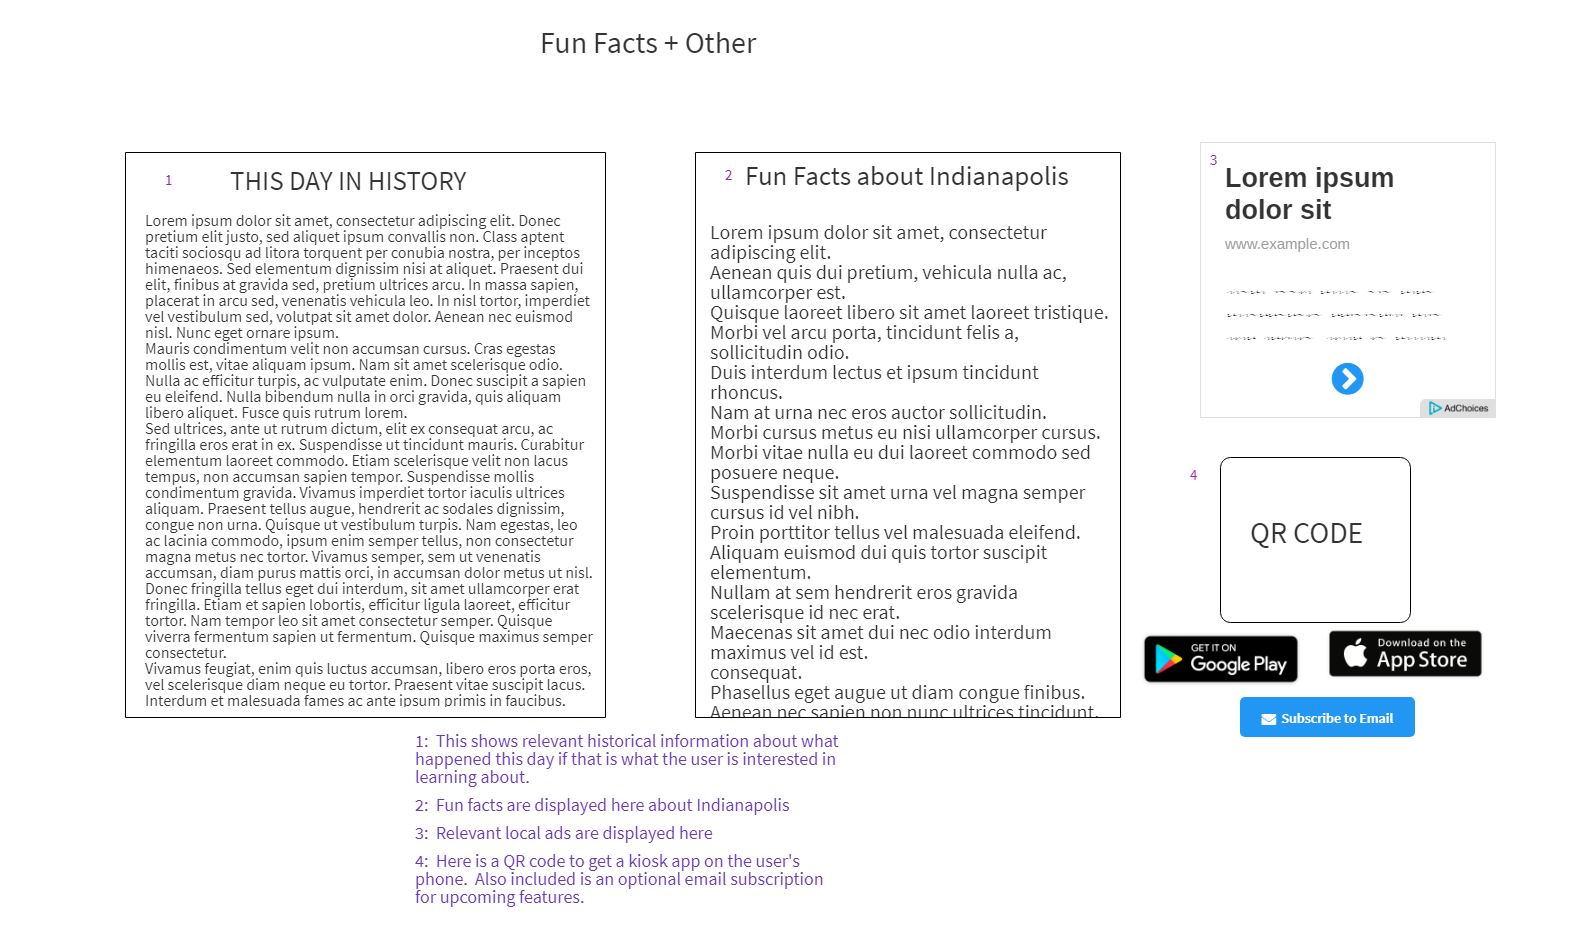 Fun Facts + Other
1
THIS DAY IN HISTORY
Lorem ipsum dolor sit amet, consectetur adipiscing elit. Donec
pretium elit justo, sed aliquet ipsum convallis non. Class aptent
taciti sociosqu ad litora torquent per conubia nostra, per inceptos
himenaeos. Sed elementum dignissim nisi at aliquet. Praesent dui
elit, finibus at gravida sed, pretium ultrices arcu. In massa sapien,
placerat in arcu sed, venenatis vehicula leo. In nisl tortor, imperdiet
vel vestibulum sed, volutpat sit amet dolor. Aenean nec euismod
nisl. Nunc eget ornare ipsum.
Mauris condimentum velit non accumsan cursus. Cras egestas
mollis est, vitae aliquam ipsum. Nam sit amet scelerisque odio.
Nulla ac efficitur turpis, ac vulputate enim. Donec suscipit a sapien
eu eleifend. Nulla bibendum nulla in orci gravida, quis aliquam
libero aliquet. Fusce quis rutrum lorem.
Sed ultrices, ante ut rutrum dictum, elit ex consequat arcu, ac
fringilla eros erat in ex. Suspendisse ut tincidunt mauris. Curabitur
elementum laoreet commodo. Etiam scelerisque velit non lacus
tempus, non accumsan sapien tempor. Suspendisse mollis
condimentum gravida. Vivamus imperdiet tortor iaculis ultrices
aliquam. Praesent tellus augue, hendrerit ac sodales dignissim,
congue non urna. Quisque ut vestibulum turpis. Nam egestas, leo
ac lacinia commodo, ipsum enim semper tellus, non consectetur
magna metus nec tortor. Vivamus semper, sem ut venenatis
accumsan, diam purus mattis orci, in accumsan dolor metus ut nisl.
Donec fringilla tellus eget dui interdum, sit amet ullamcorper erat
fringilla. Etiam et sapien lobortis, efficitur ligula laoreet, efficitur
tortor. Nam tempor leo sit amet consectetur semper. Quisque
viverra fermentum sapien ut fermentum. Quisque maximus semper
consectetur.
Vivamus feugiat, enim quis luctus accumsan, libero eros porta eros,
vel scelerisque diam neque eu tortor. Praesent vitae suscipit lacus.
Interdum et malesuada fames ac ante ipsum primis in faucibus.
2
Fun Facts about Indianapolis
Lorem ipsum dolor sit amet, consectetur
adipiscing elit.
Aenean quis dui pretium, vehicula nulla ac,
ullamcorper est.
Quisque laoreet libero sit amet laoreet tristique.
Morbi vel arcu porta, tincidunt felis a,
sollicitudin odio.
Duis interdum lectus et ipsum tincidunt
rhoncus.
Nam at urna nec eros auctor sollicitudin.
Morbi cursus metus eu nisi ullamcorper cursus.
Morbi vitae nulla eu dui laoreet commodo sed
posuere neque.
Suspendisse sit amet urna vel magna semper
cursus id vel nibh.
Proin porttitor tellus vel malesuada eleifend.
Aliquam euismod dui quis tortor suscipit
elementum.
Nullam at sem hendrerit eros gravida
scelerisque id nec erat.
Maecenas sit amet dui nec odio interdum
maximus vel id est.
consequat.
Phasellus eget augue ut diam congue finibus.
Aenean nec sapien non nunc ultrices tincidunt.
3
Lorem ipsum
dolor sit
www.example.com
AdChoices
4
QR CODE
GET IT ON
Google Play
Download on the
App Store
Subscribe to Email
1:  This shows relevant historical information about what
happened this day if that is what the user is interested in
learning about.
2:  Fun facts are displayed here about Indianapolis
3:  Relevant local ads are displayed here
4:  Here is a QR code to get a kiosk app on the user's
phone.  Also included is an optional email subscription
for upcoming features.